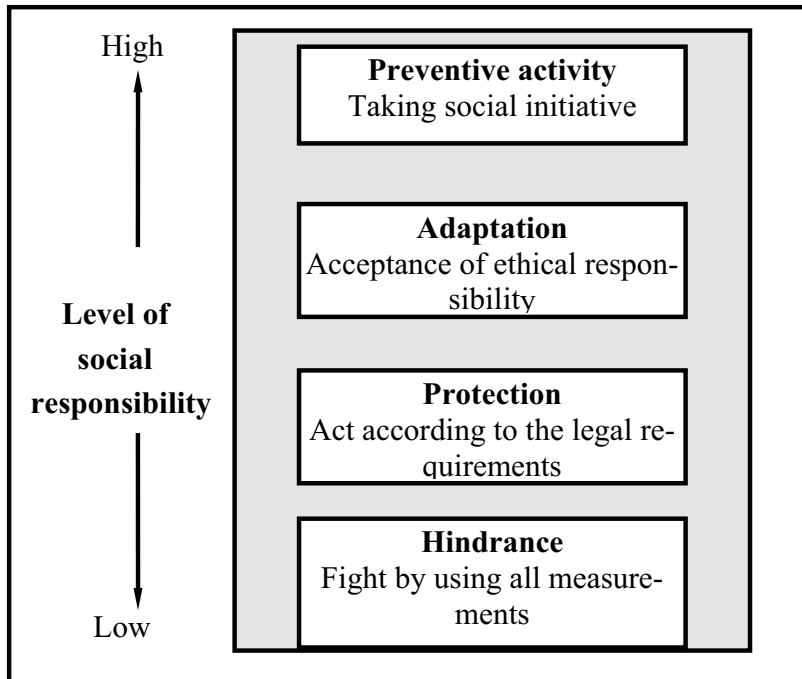 High
Preventive activity
Taking social initiative
Adaptation
Acceptance of ethical respon-
sibility
Level of
social
responsibility
Protection
Act according to the legal re-
quirements
Hindrance
Fight by using all measure-
ments
Low